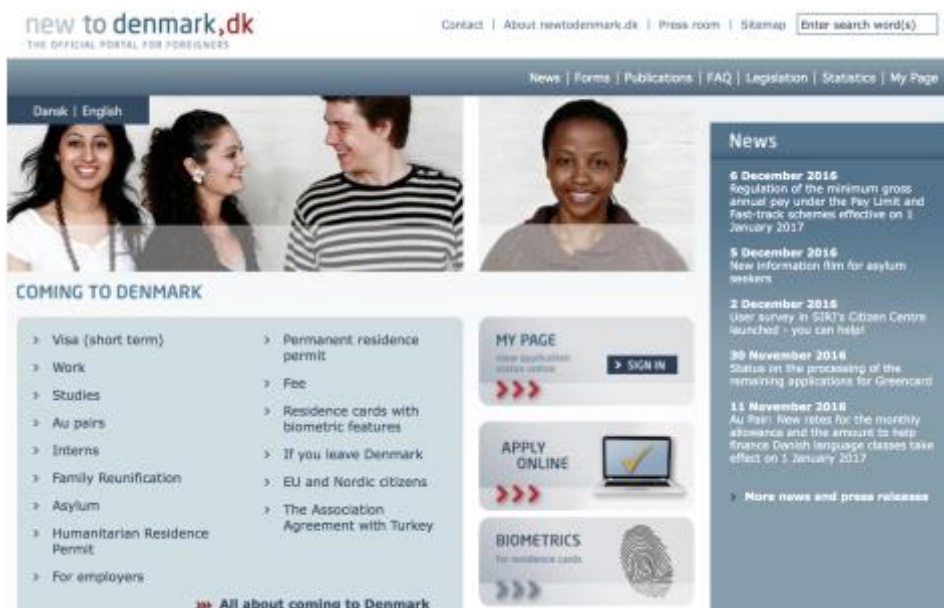 new to denmark.dk
THE OFFICIAL PORTAL FOR FOREIGNERS
Contact | About newtodenmark.dk | Press room | Sitemap
Enter search word(s)
News | Forms | Publications | FAQ | Legislation | Statistics | My Page
Dansk | English
COMING TO DENMARK
› Visa (short term)
› Work
› Studies
› Au pairs
› Interns
› Family Reunification
› Asylum
› Humanitarian Residence
Permit
› For employers
› Permanent residence
permit
› Fee
› Residence cards with
biometric features
› If you leave Denmark
› EU and Nordic citizens
› The Association
Agreement with Turkey
All about coming to Denmark
MY PAGE
View application
status online
› SIGN IN
APPLY
ONLINE
BIOMETRICS
for residence cards
News
6 December 2016
Regulation of the minimum gross
annual pay under the Pay Limit and
Fast-track schemes effective on 1
January 2017
5 December 2016
New information film for asylum
seekers
2 December 2016
User survey in SIRI's Citizen Centre
launched - you can help!
30 November 2016
Status on the processing of the
remaining applications for Greencard
11 November 2016
Au Pair: New rates for the monthly
allowance and the amount to help
finance Danish language classes take
effect on 1 January 2017
› More news and press releases